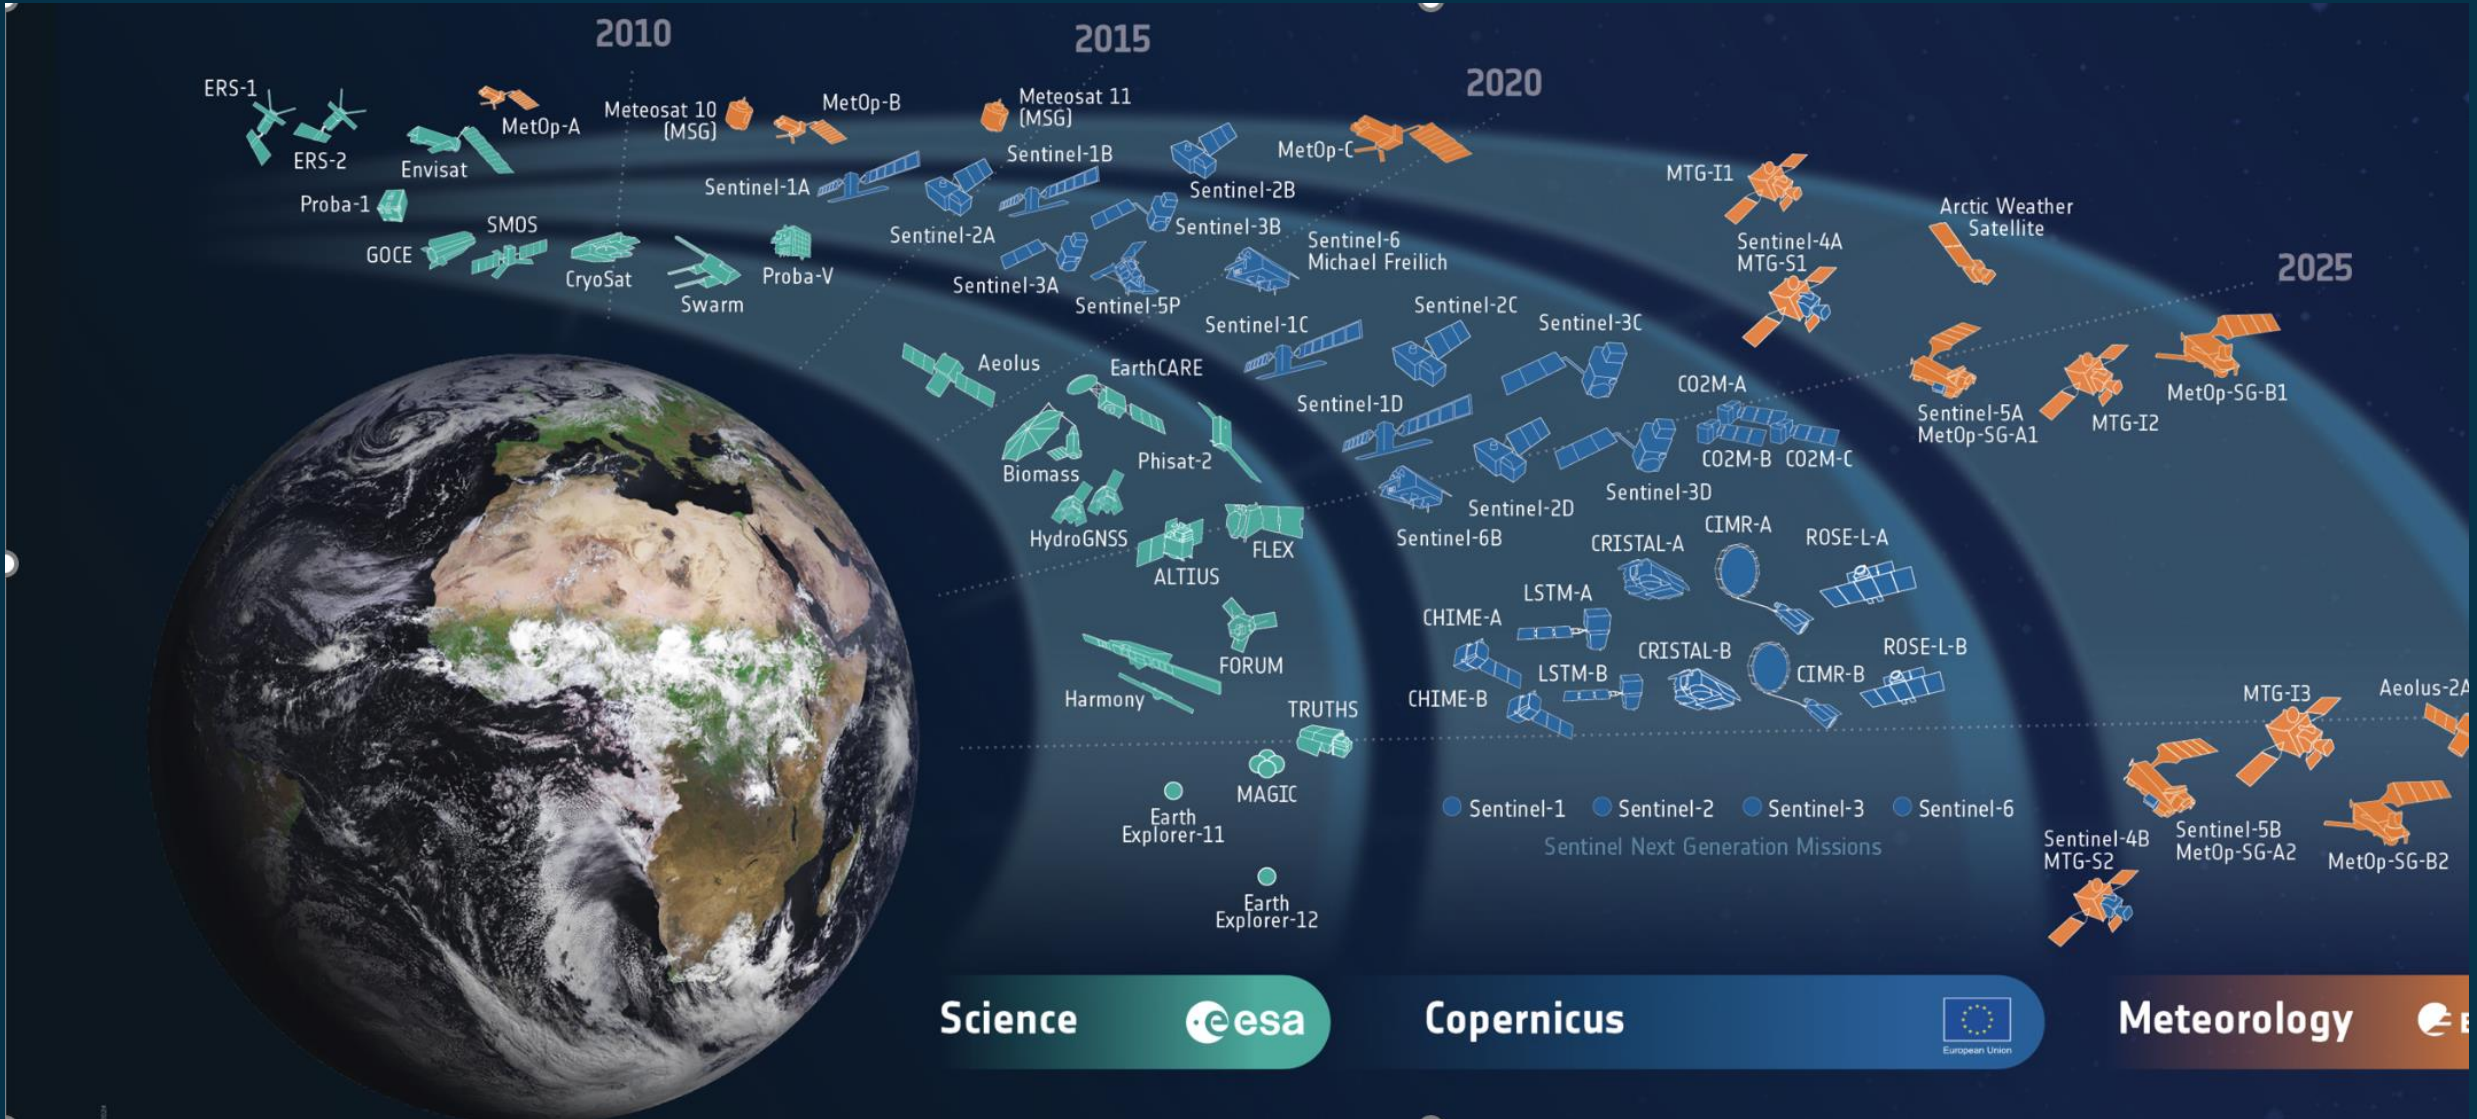 2010
2015
2020
2025
ERS-1
ERS-2
MetOp-A
Envisat
Meteosat 10
(MSG)
MetOp-B
Meteosat 11
(MSG)
MetOp-C
Proba-1
GOCE
SMOS
CryoSat
Swarm
Proba-V
Sentinel-1A
Sentinel-2A
Sentinel-1B
Sentinel-2B
Sentinel-3B
Sentinel-3A
Sentinel-5P
Sentinel-6
Michael Freilich
MTG-I1
Sentinel-4A
MTG-S1
Arctic Weather
Satellite
Aeolus
EarthCARE
Biomass
Phisat-2
HydroGNSS
ALTIUS
FLEX
Sentinel-1C
Sentinel-2C
Sentinel-3C
Sentinel-1D
Sentinel-2D
Sentinel-3D
Sentinel-6B
CO2M-A
CO2M-B
CO2M-C
Sentinel-5A
MetOp-SG-A1
MTG-I2
MetOp-SG-B1
FORUM
Harmony
TRUTHS
MAGIC
Earth
Explorer-11
Earth
Explorer-12
CHIME-A
LSTM-A
CRISTAL-A
CIMR-A
ROSE-L-A
CHIME-B
LSTM-B
CRISTAL-B
CIMR-B
ROSE-L-B
Sentinel-1
Sentinel-2
Sentinel-3
Sentinel-6
Sentinel Next Generation Missions
MTG-I3
Aeolus-2A
Sentinel-4B
MTG-S2
Sentinel-5B
MetOp-SG-A2
MetOp-SG-B2
Science
esa
Copernicus
European Union
Meteorology